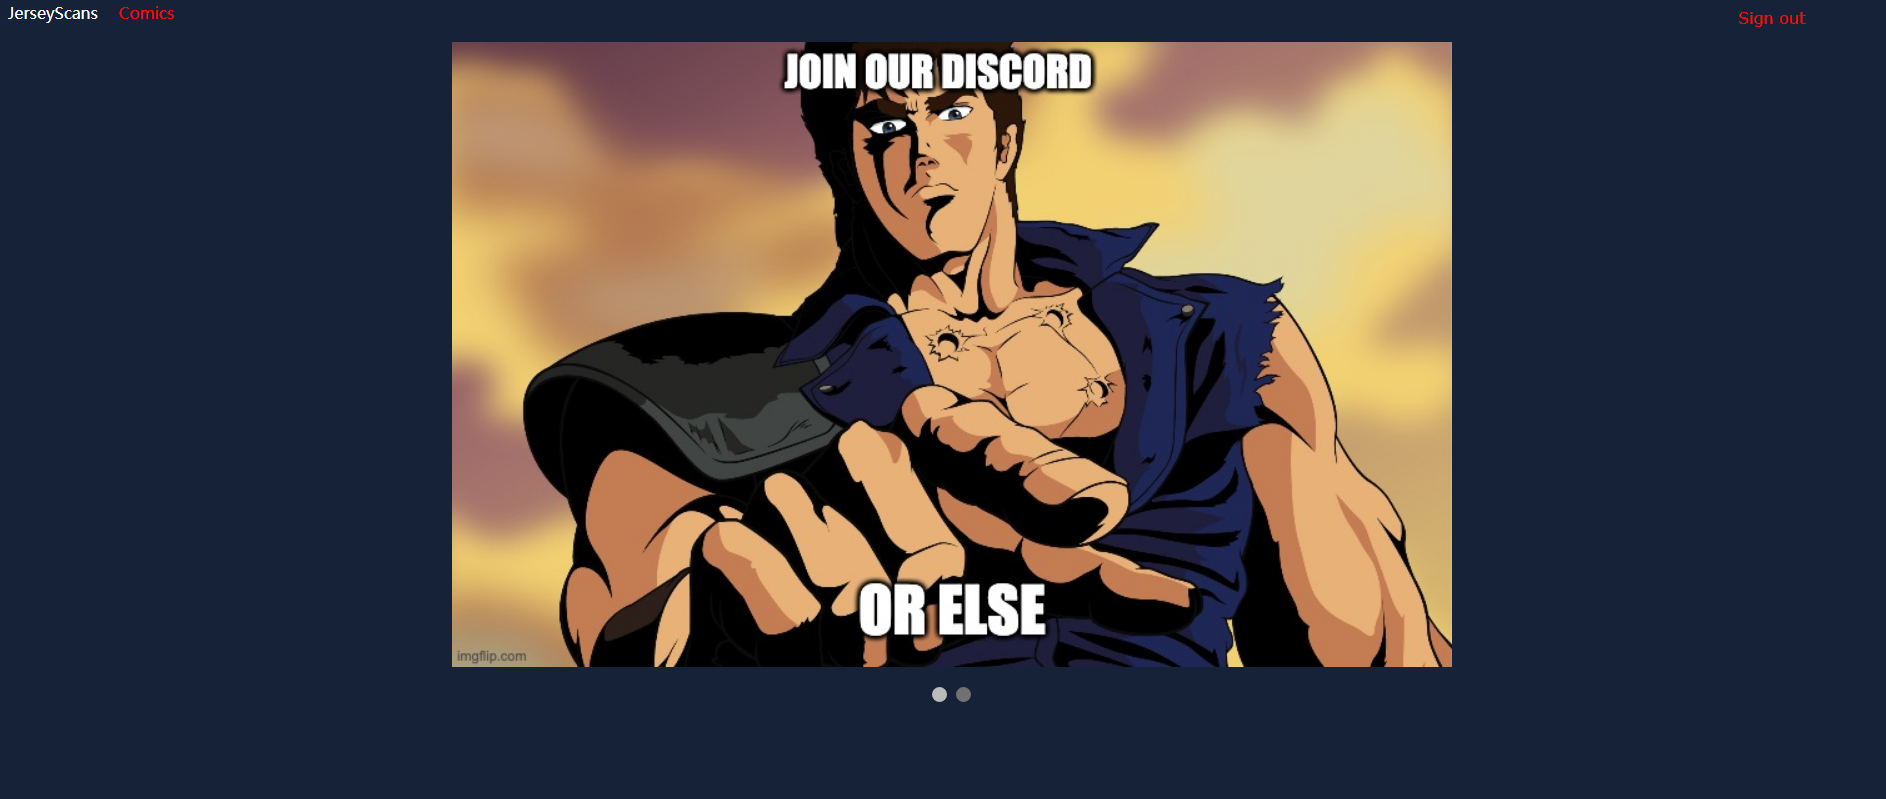 JerseyScans Comics Sign out
JOIN OUR DISCORD
OR ELSE
imgflip.com